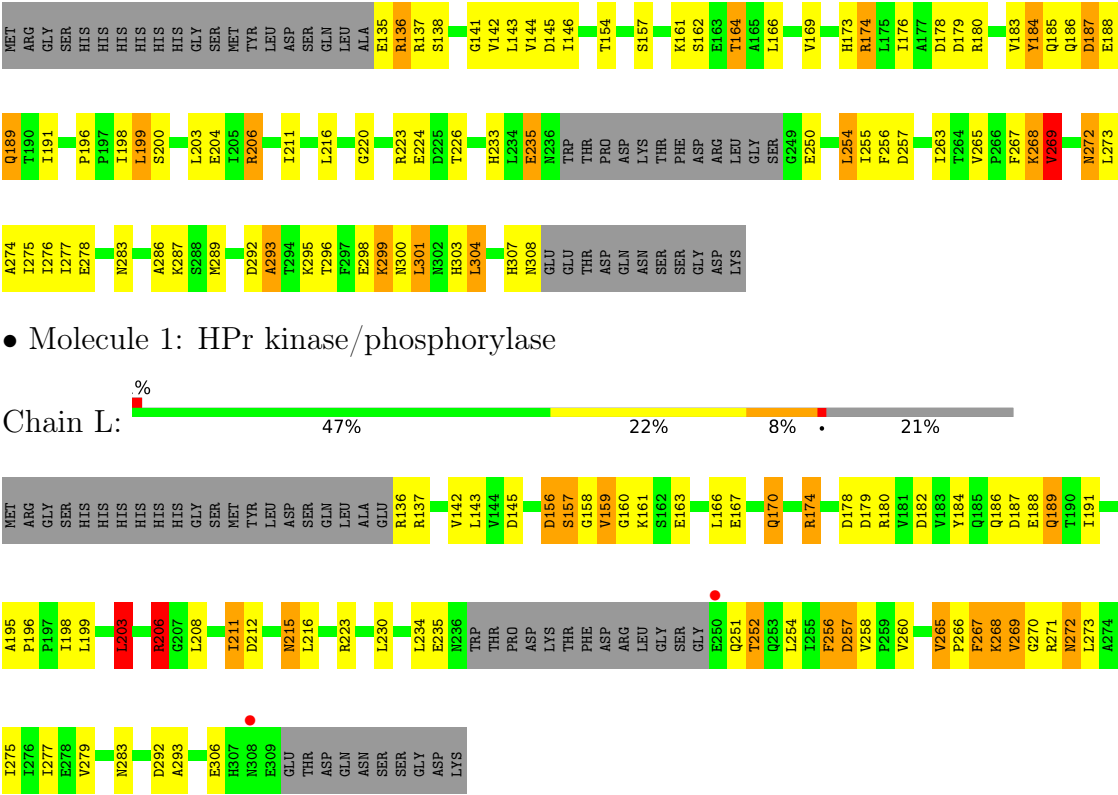 MET ARG GLY SER HIS HIS HIS HIS HIS HIS GLY SER MET TYR LEU ASP SER GLN LEU ALA E135 R136 R137 S138 G141 V142 L143 V144 D145 I146 T154 S157 K161 S162 E163 T164 A165 L166 V169 H173 R174 L175 I176 A177 D178 D179 R180 V183 Y184 Q185 Q186 D187 E188
Q189 T190 I191 P196 P197 I198 L199 S200 L203 E204 I205 R206 I211 L216 G220 R223 E224 D225 T226 H233 L234 E235 N236 TRP THR PRO ASP LYS THR PHE ASP ARG LEU GLY SER G249 E250 L254 I255 F256 D257 I263 T264 V265 P266 F267 K268 V269 N272 L273
A274 I275 I276 I277 E278 N283 A286 K287 S288 M289 D292 A293 T294 K295 T296 F297 E298 K299 N300 L301 N302 H303 L304 H307 N308 GLU GLU THR ASP GLN ASN SER SER GLY ASP LYS
• Molecule 1: HPr kinase/phosphorylase
%
Chain L: 47% 22% 8% • 21%
MET ARG GLY SER HIS HIS HIS HIS HIS HIS GLY SER MET TYR LEU ASP SER GLN LEU ALA GLU R136 R137 V142 L143 V144 D145 D156 S157 G158 V159 G160 K161 S162 E163 L166 E167 Q170 R174 D178 D179 R180 V181 D182 V183 Y184 Q185 Q186 D187 E188 Q189 T190 I191
A195 P196 P197 I198 L199 L203 R206 G207 L208 I211 D212 N215 L216 R223 L230 L234 E235 N236 TRP THR PRO ASP LYS THR PHE ASP ARG LEU GLY SER GLY E250 Q251 T252 Q253 L254 I255 F256 D257 V258 P259 V260 V265 P266 F267 K268 V269 G270 R271 N272 L273 A274
I275 I276 I277 E278 V279 N283 D292 A293 E306 H307 N308 E309 GLU THR ASP GLN ASN SER SER GLY ASP LYS